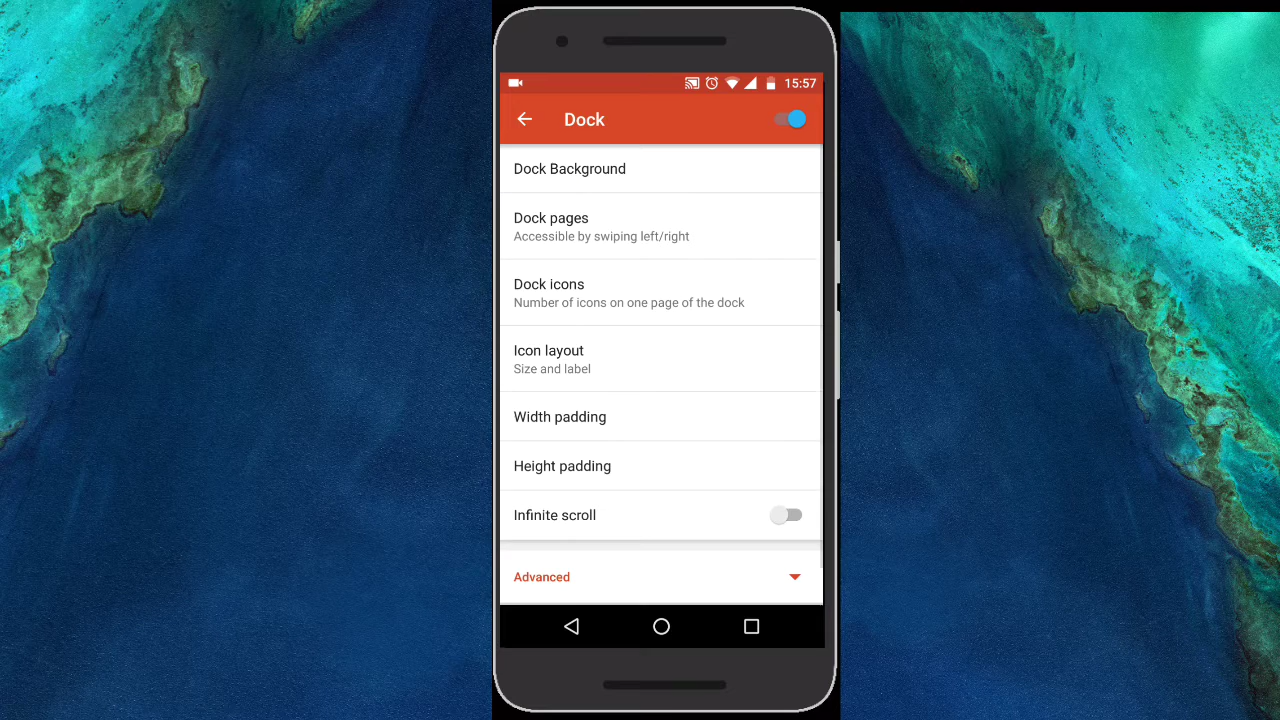 15:57
Dock
Dock Background
Dock pages
Accessible by swiping left/right
Dock icons
Number of icons on one page of the dock
Icon layout
Size and label
Width padding
Height padding
Infinite scroll
Advanced